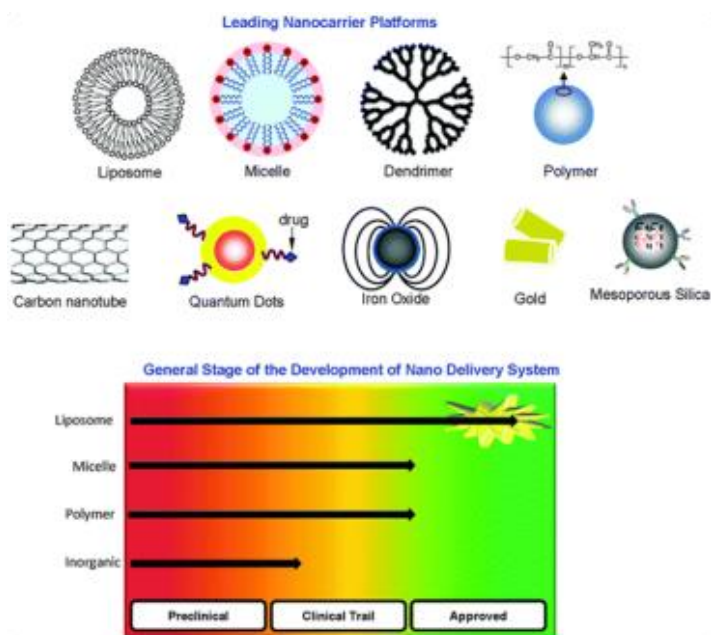 Leading Nanocarrier Platforms
Liposome
Micelle
Dendrimer
Polymer
drug
Carbon nanotube
Quantum Dots
Iron Oxide
Gold
Mesoporous Silica
General Stage of the Development of Nano Delivery System
Liposome
Micelle
Polymer
Inorganic
Preclinical
Clinical Trail
Approved